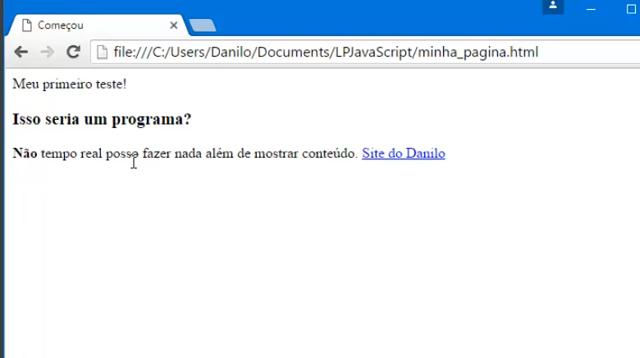 Começou
file:///C:/Users/Danilo/Documents/LPJavaScript/minha_pagina.html
Meu primeiro teste!
Isso seria um programa?
Não tempo real posso fazer nada além de mostrar conteúdo. Site do Danilo